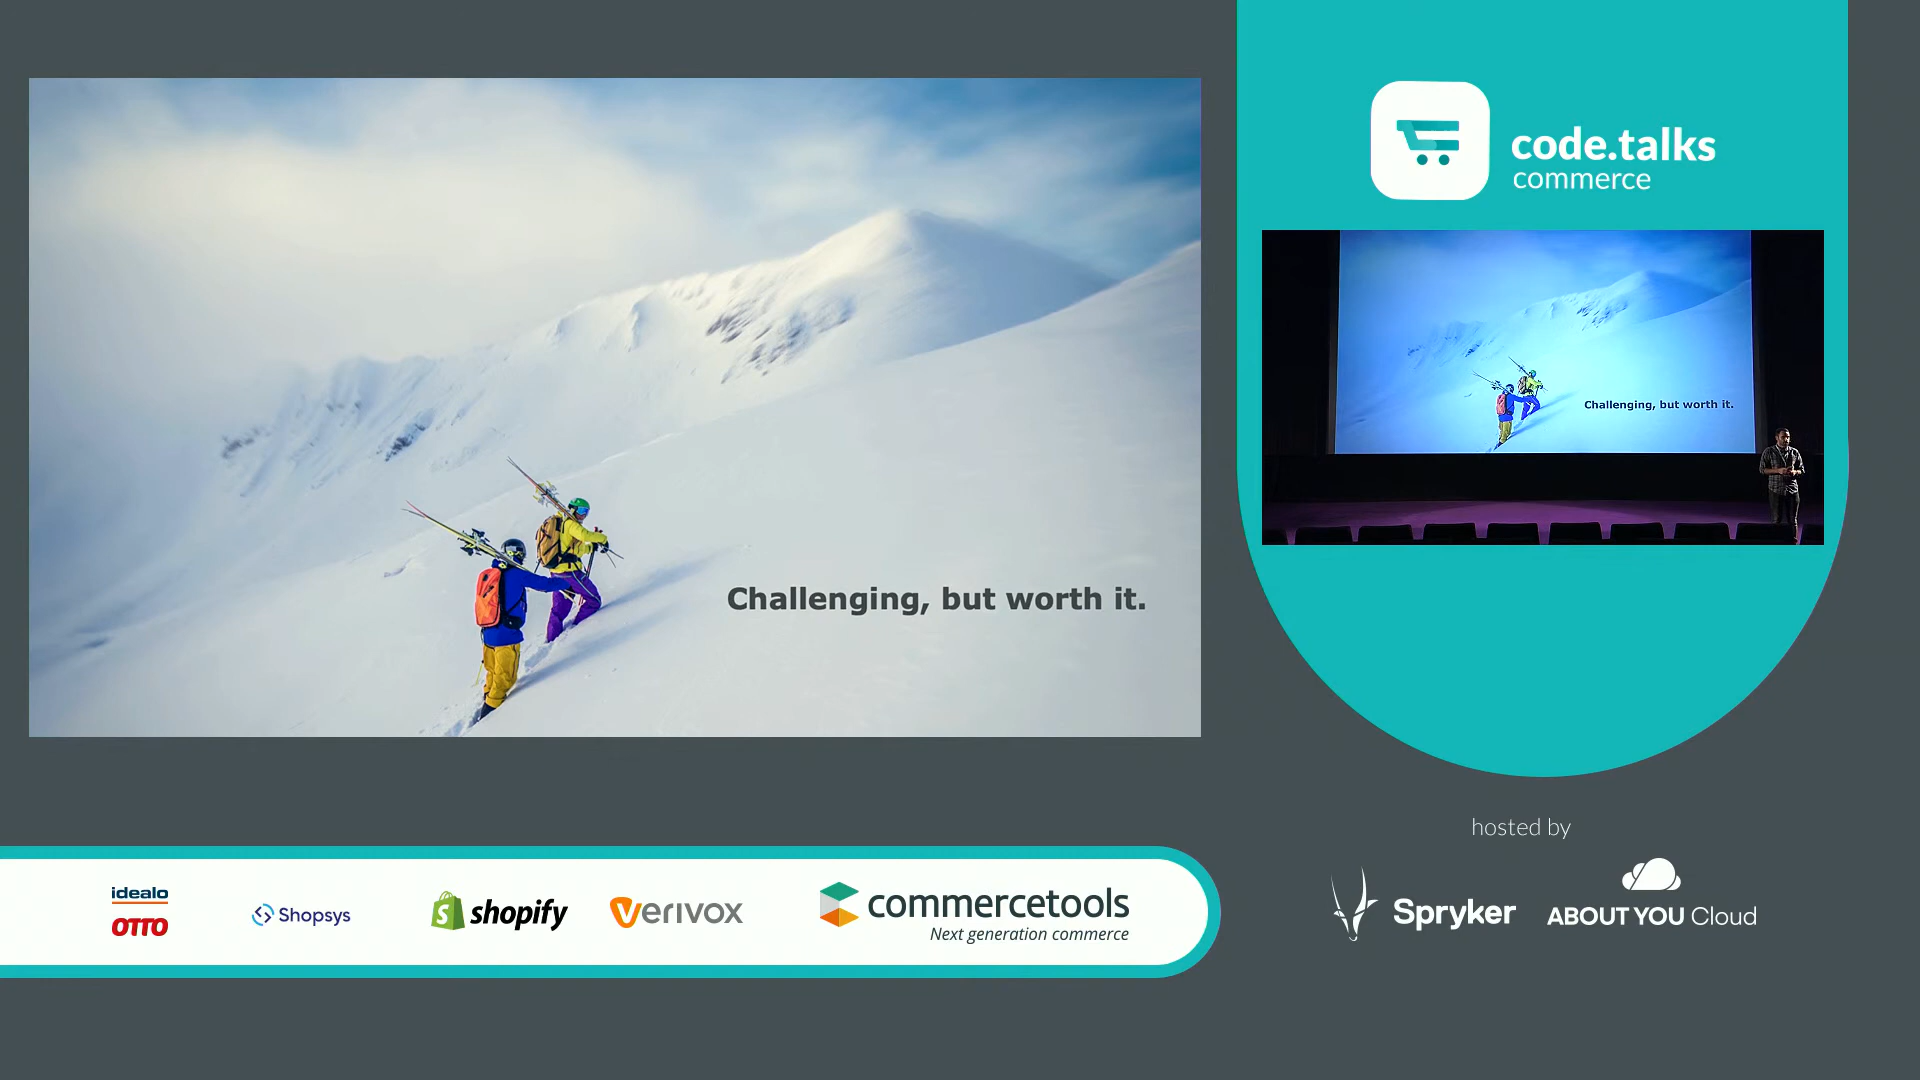 code.talks
commerce
Challenging, but worth it.
Challenging, but worth it.
hosted by
idealo
OTTO
Shopsys
shopify
VERIVOX
commercetools
Next generation commerce
Spryker
ABOUT YOU Cloud